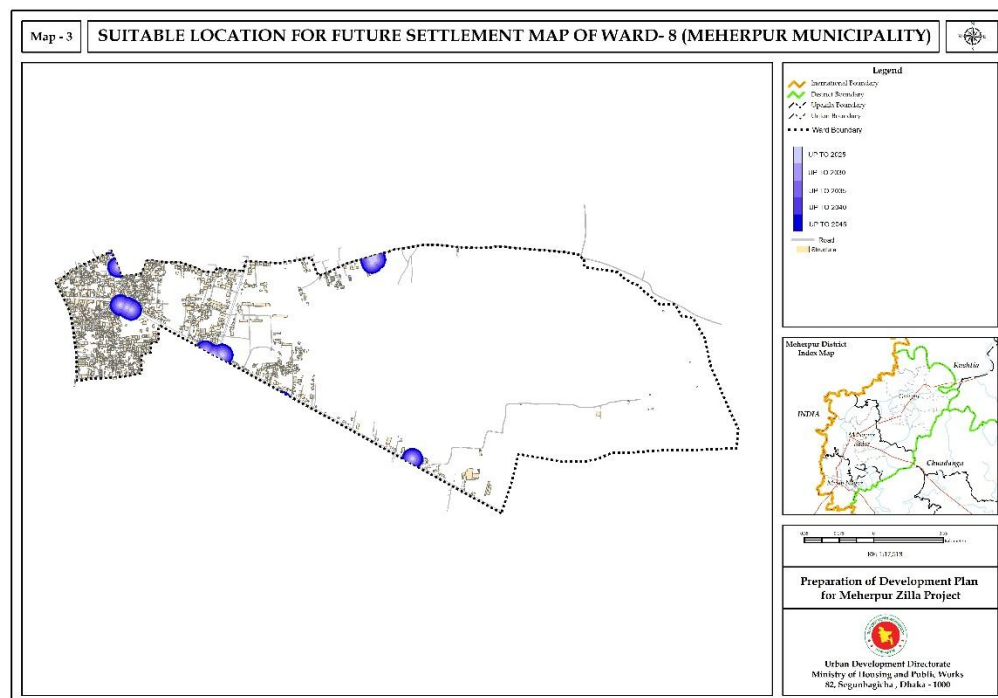 Map - 3
SUITABLE LOCATION FOR FUTURE SETTLEMENT MAP OF WARD- 8 (MEHERPUR MUNICIPALITY)
Legend
International Boundary
District Boundary
Upazila Boundary
Urban Boundary
Ward Boundary
UP TO 2025
UP TO 2030
UP TO 2035
UP TO 2040
UP TO 2045
Road
Structure
Meherpur District
Index Map
Kushtia
INDIA
Chuadanga
Preparation of Development Plan
for Meherpur Zilla Project
Urban Development Directorate
Ministry of Housing and Public Works
82, Segunbagicha , Dhaka - 1000